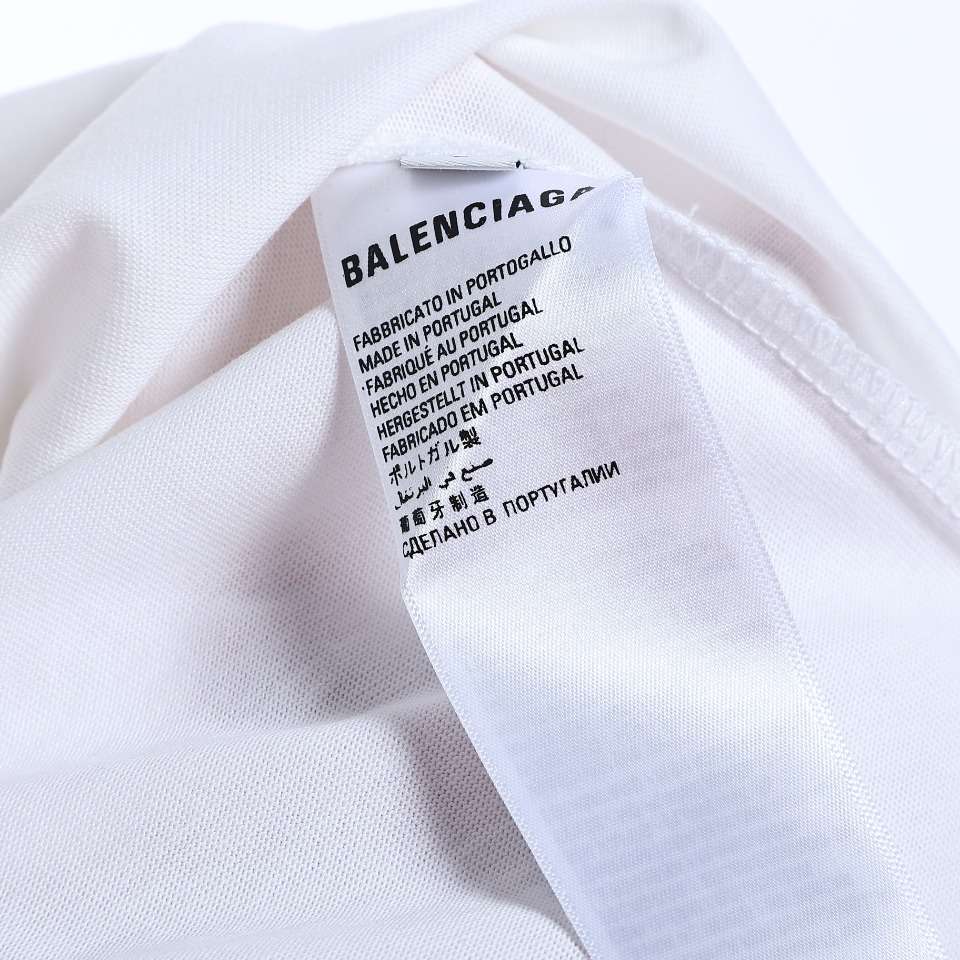 BALENCIAGA
FABBRICATO IN PORTOGALLO
MADE IN PORTUGAL
FABRIQUÉ AU PORTUGAL
HECHO EN PORTUGAL
HERGESTELLT IN PORTUGAL
FABRICADO EM PORTUGAL
ポルトガル製
صنع في البرتغال
葡萄牙制造
СДЕЛАНО В ПОРТУГАЛИИ